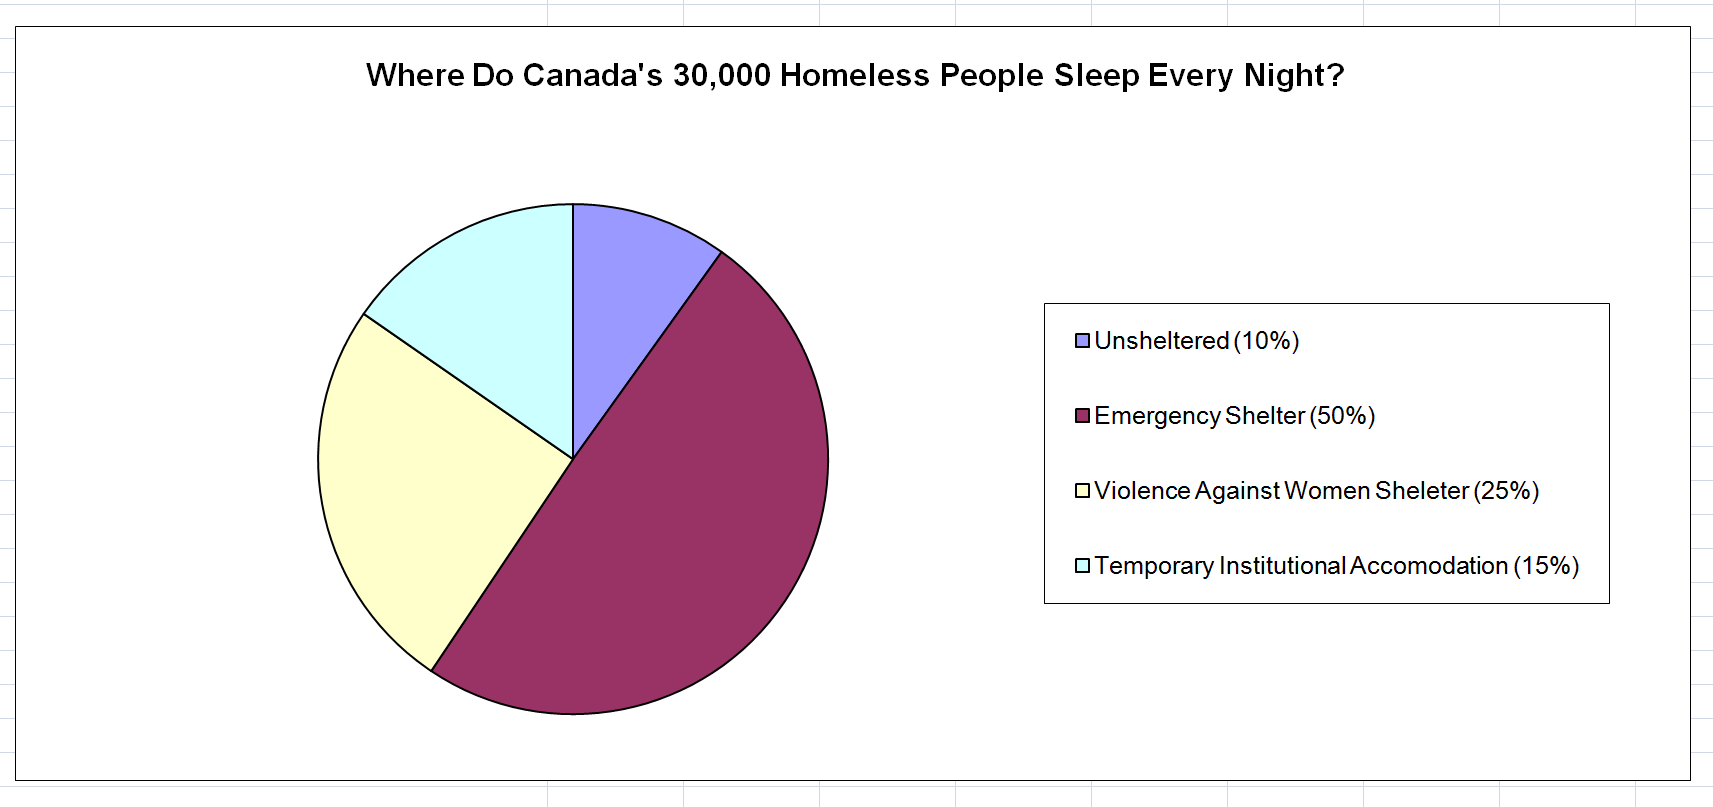 Where Do Canada's 30,000 Homeless People Sleep Every Night?
Unsheltered (10%)
Emergency Shelter (50%)
Violence Against Women Sheleter (25%)
Temporary Institutional Accomodation (15%)